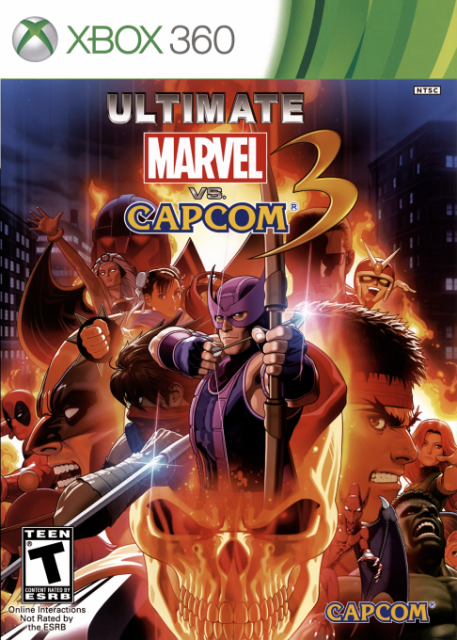 XBOX 360
NTSC
ULTIMATE
MARVEL
VS.
CAPCOM® 3
TEEN
T
®
CONTENT RATED BY
ESRB
Online Interactions
Not Rated by
the ESRB
CAPCOM®